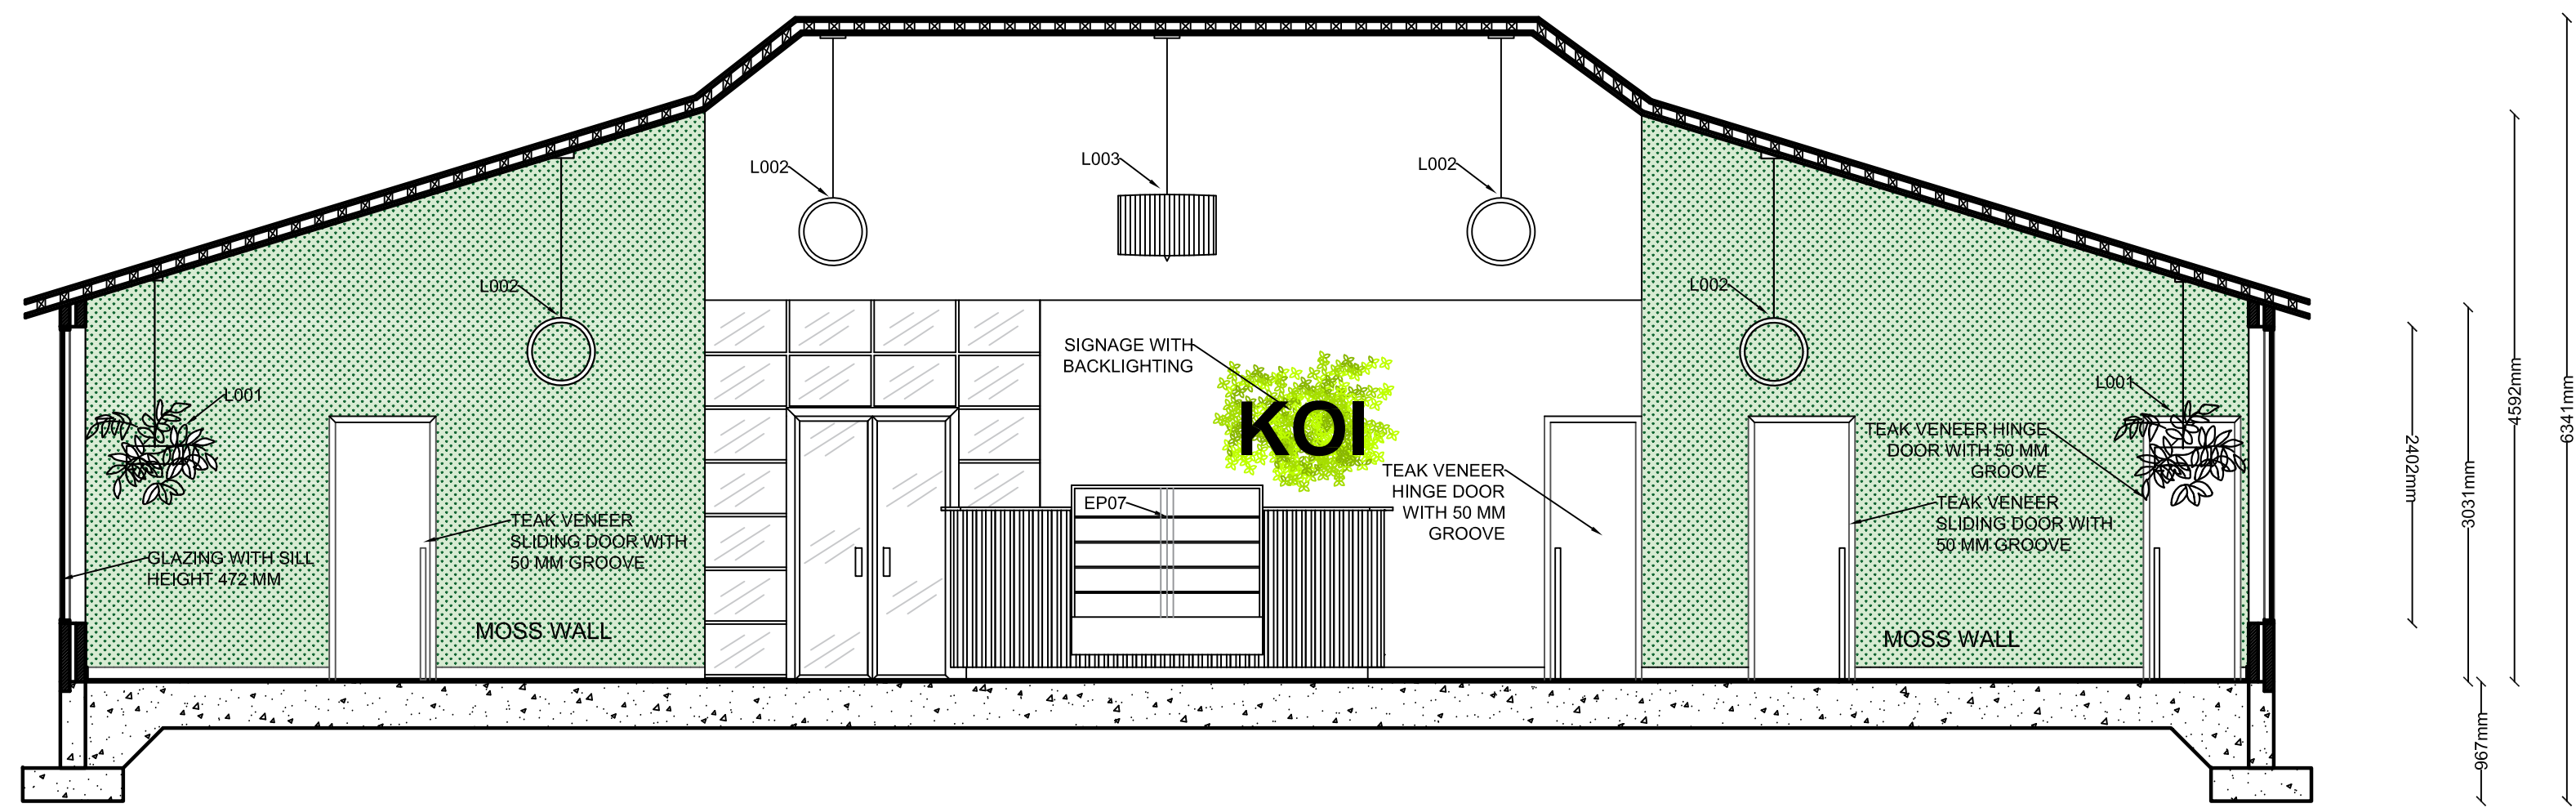 L002
L003
L002
L002
L002
SIGNAGE WITH
BACKLIGHTING
KOI
L001
L001
TEAK VENEER
SLIDING DOOR WITH
50 MM GROOVE
GLAZING WITH SILL
HEIGHT 472 MM
MOSS WALL
EP07
TEAK VENEER
HINGE DOOR
WITH 50 MM
GROOVE
TEAK VENEER HINGE
DOOR WITH 50 MM
GROOVE
TEAK VENEER
SLIDING DOOR WITH
50 MM GROOVE
MOSS WALL
2402mm
3031mm
4592mm
967mm
6341mm